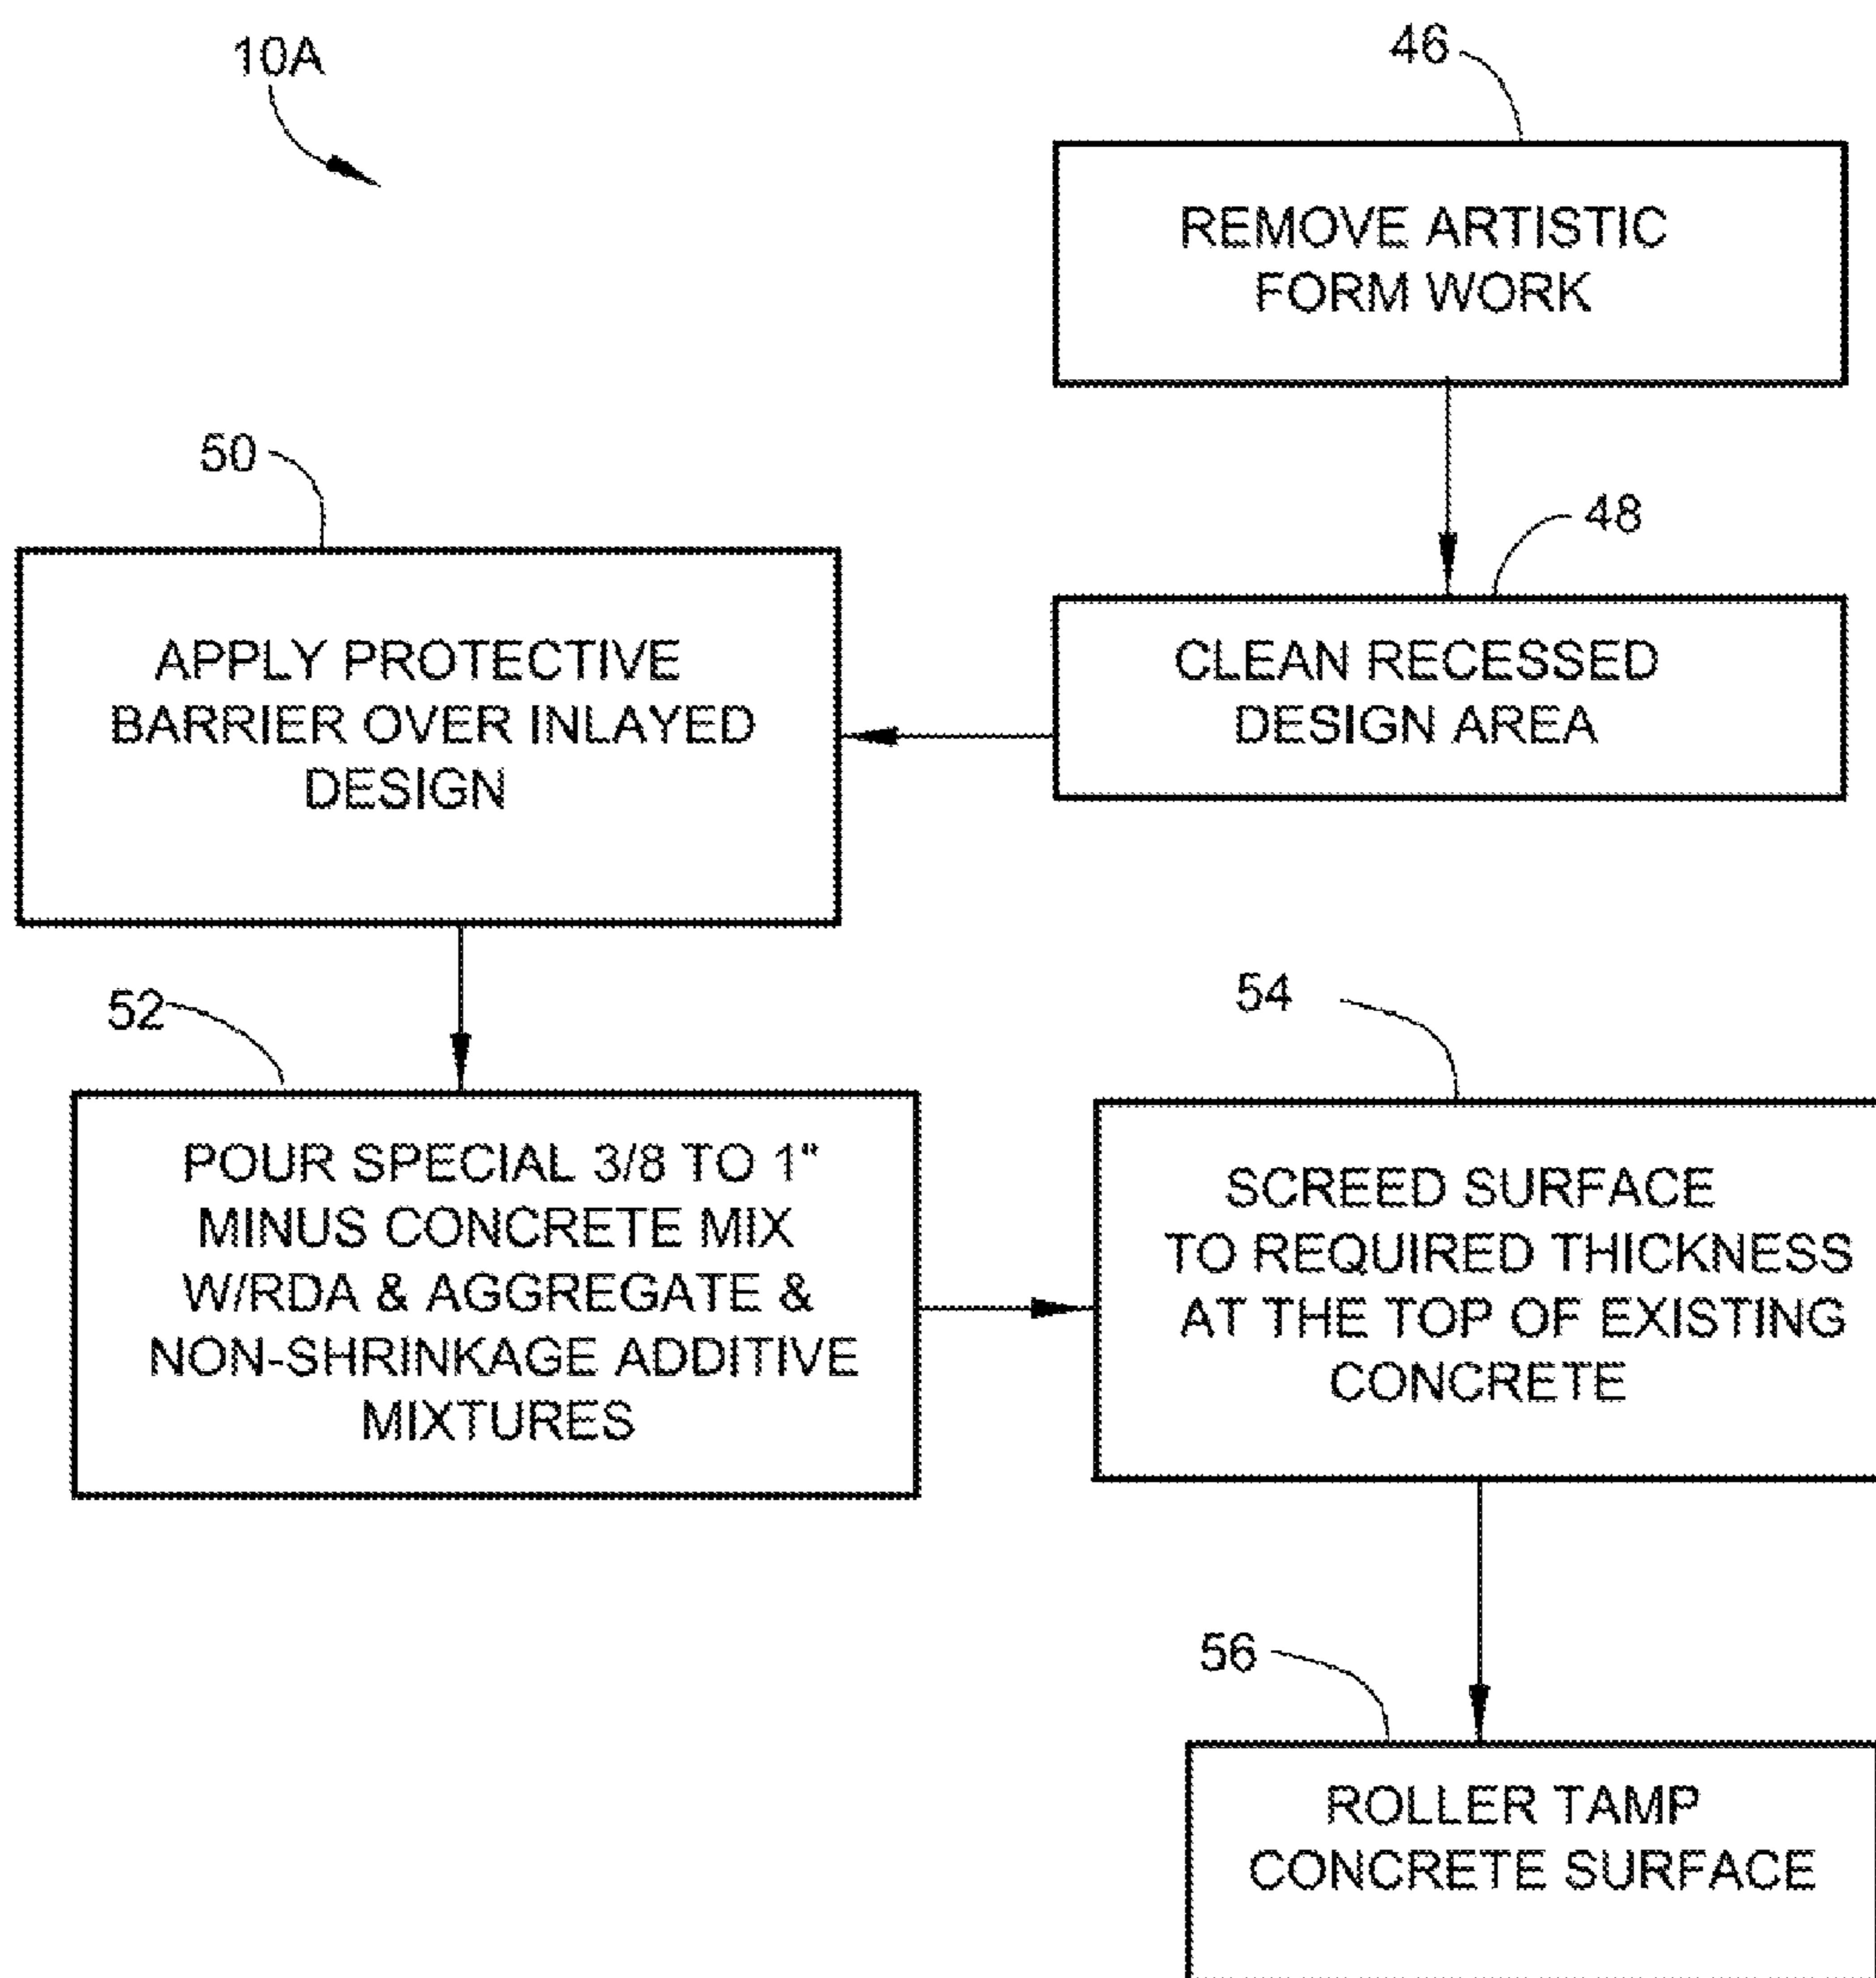 10A
46
REMOVE ARTISTIC
FORM WORK
48
CLEAN RECESSED
DESIGN AREA
50
APPLY PROTECTIVE
BARRIER OVER INLAYED
DESIGN
52
POUR SPECIAL 3/8 TO 1"
MINUS CONCRETE MIX
W/RDA & AGGREGATE &
NON-SHRINKAGE ADDITIVE
MIXTURES
54
SCREED SURFACE
TO REQUIRED THICKNESS
AT THE TOP OF EXISTING
CONCRETE
56
ROLLER TAMP
CONCRETE SURFACE